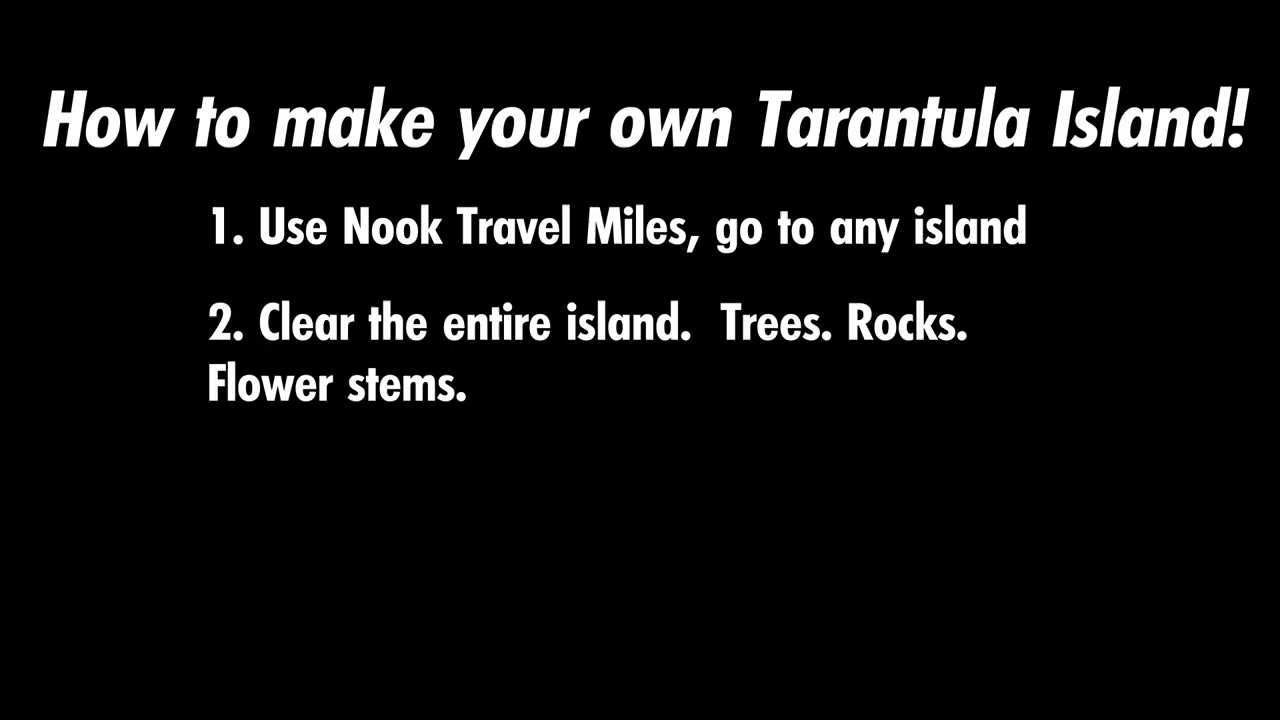 How to make your own Tarantula Island!
1. Use Nook Travel Miles, go to any island
2. Clear the entire island.  Trees. Rocks.
Flower stems.